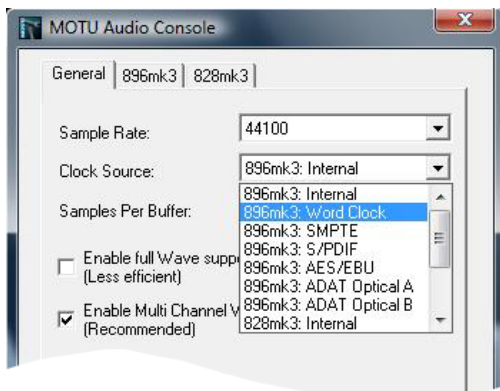 MOTU Audio Console
General 896mk3 828mk3
Sample Rate: 44100
Clock Source: 896mk3: Internal
896mk3: Internal
Samples Per Buffer: 896mk3: Word Clock
896mk3: SMPTE
896mk3: S/PDIF
Enable full Wave supp 896mk3: AES/EBU
(Less efficient) 896mk3: ADAT Optical A
Enable Multi Channel V 896mk3: ADAT Optical B
(Recommended) 828mk3: Internal